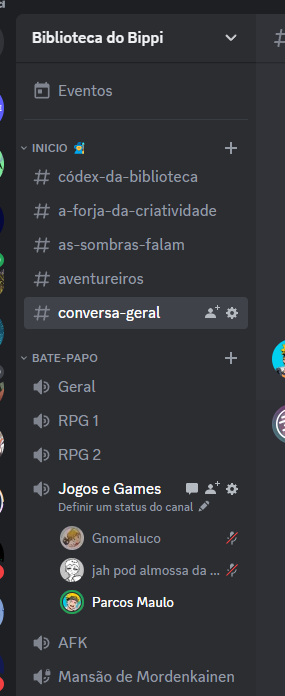 Biblioteca do Bippi
Eventos
INICIO
códex-da-biblioteca
a-forja-da-criatividade
as-sombras-falam
aventureiros
conversa-geral
BATE-PAPO
Geral
RPG 1
RPG 2
Jogos e Games
Definir um status do canal
Gnomaluco
jah pod almossa da ...
Parcos Maulo
AFK
Mansão de Mordenkainen